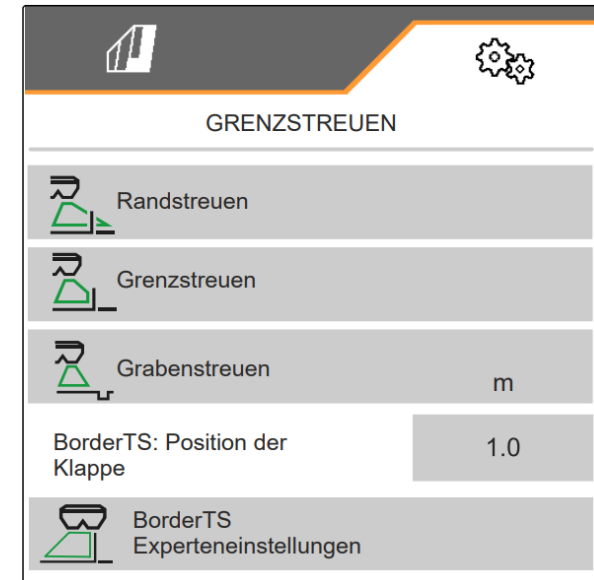 GRENZSTREUEN
Randstreuen
Grenzstreuen
Grabenstreuen
m
BorderTS: Position der
Klappe
1.0
BorderTS
Experteneinstellungen